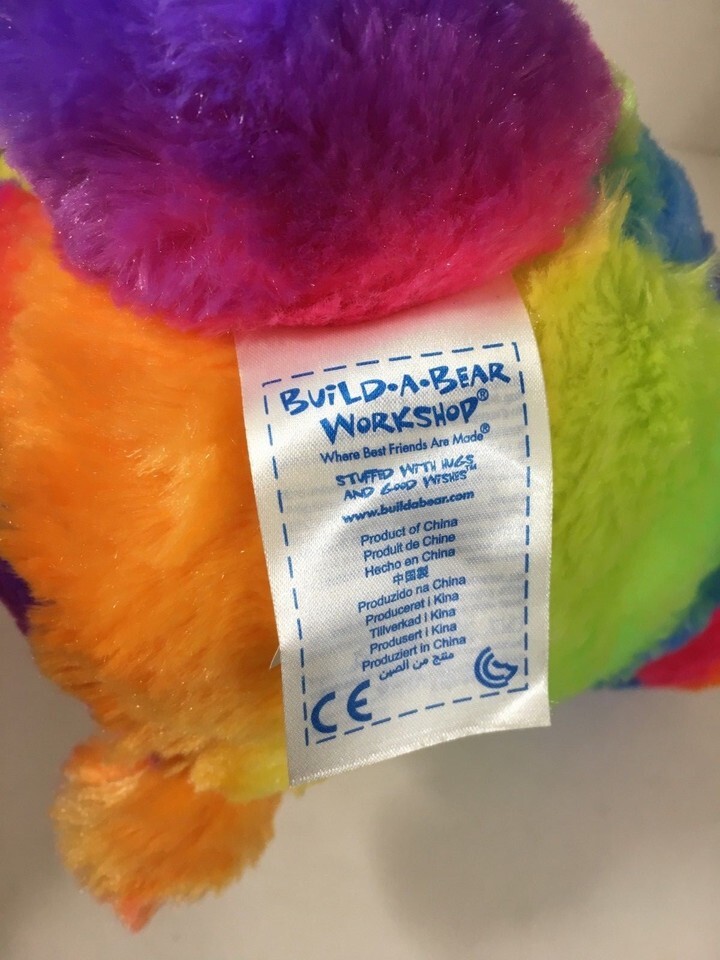 BUILD•A•BEAR
WORKSHOP®
Where Best Friends Are Made®
STUFFED WITH HUGS
AND GOOD WISHES™
www.buildabear.com
Product of China
Produit de Chine
Hecho en China
中国製
Produzido na China
Produceret i Kina
Tillverkad i Kina
Produsert i Kina
Produziert in China
منتج من الصين
CE